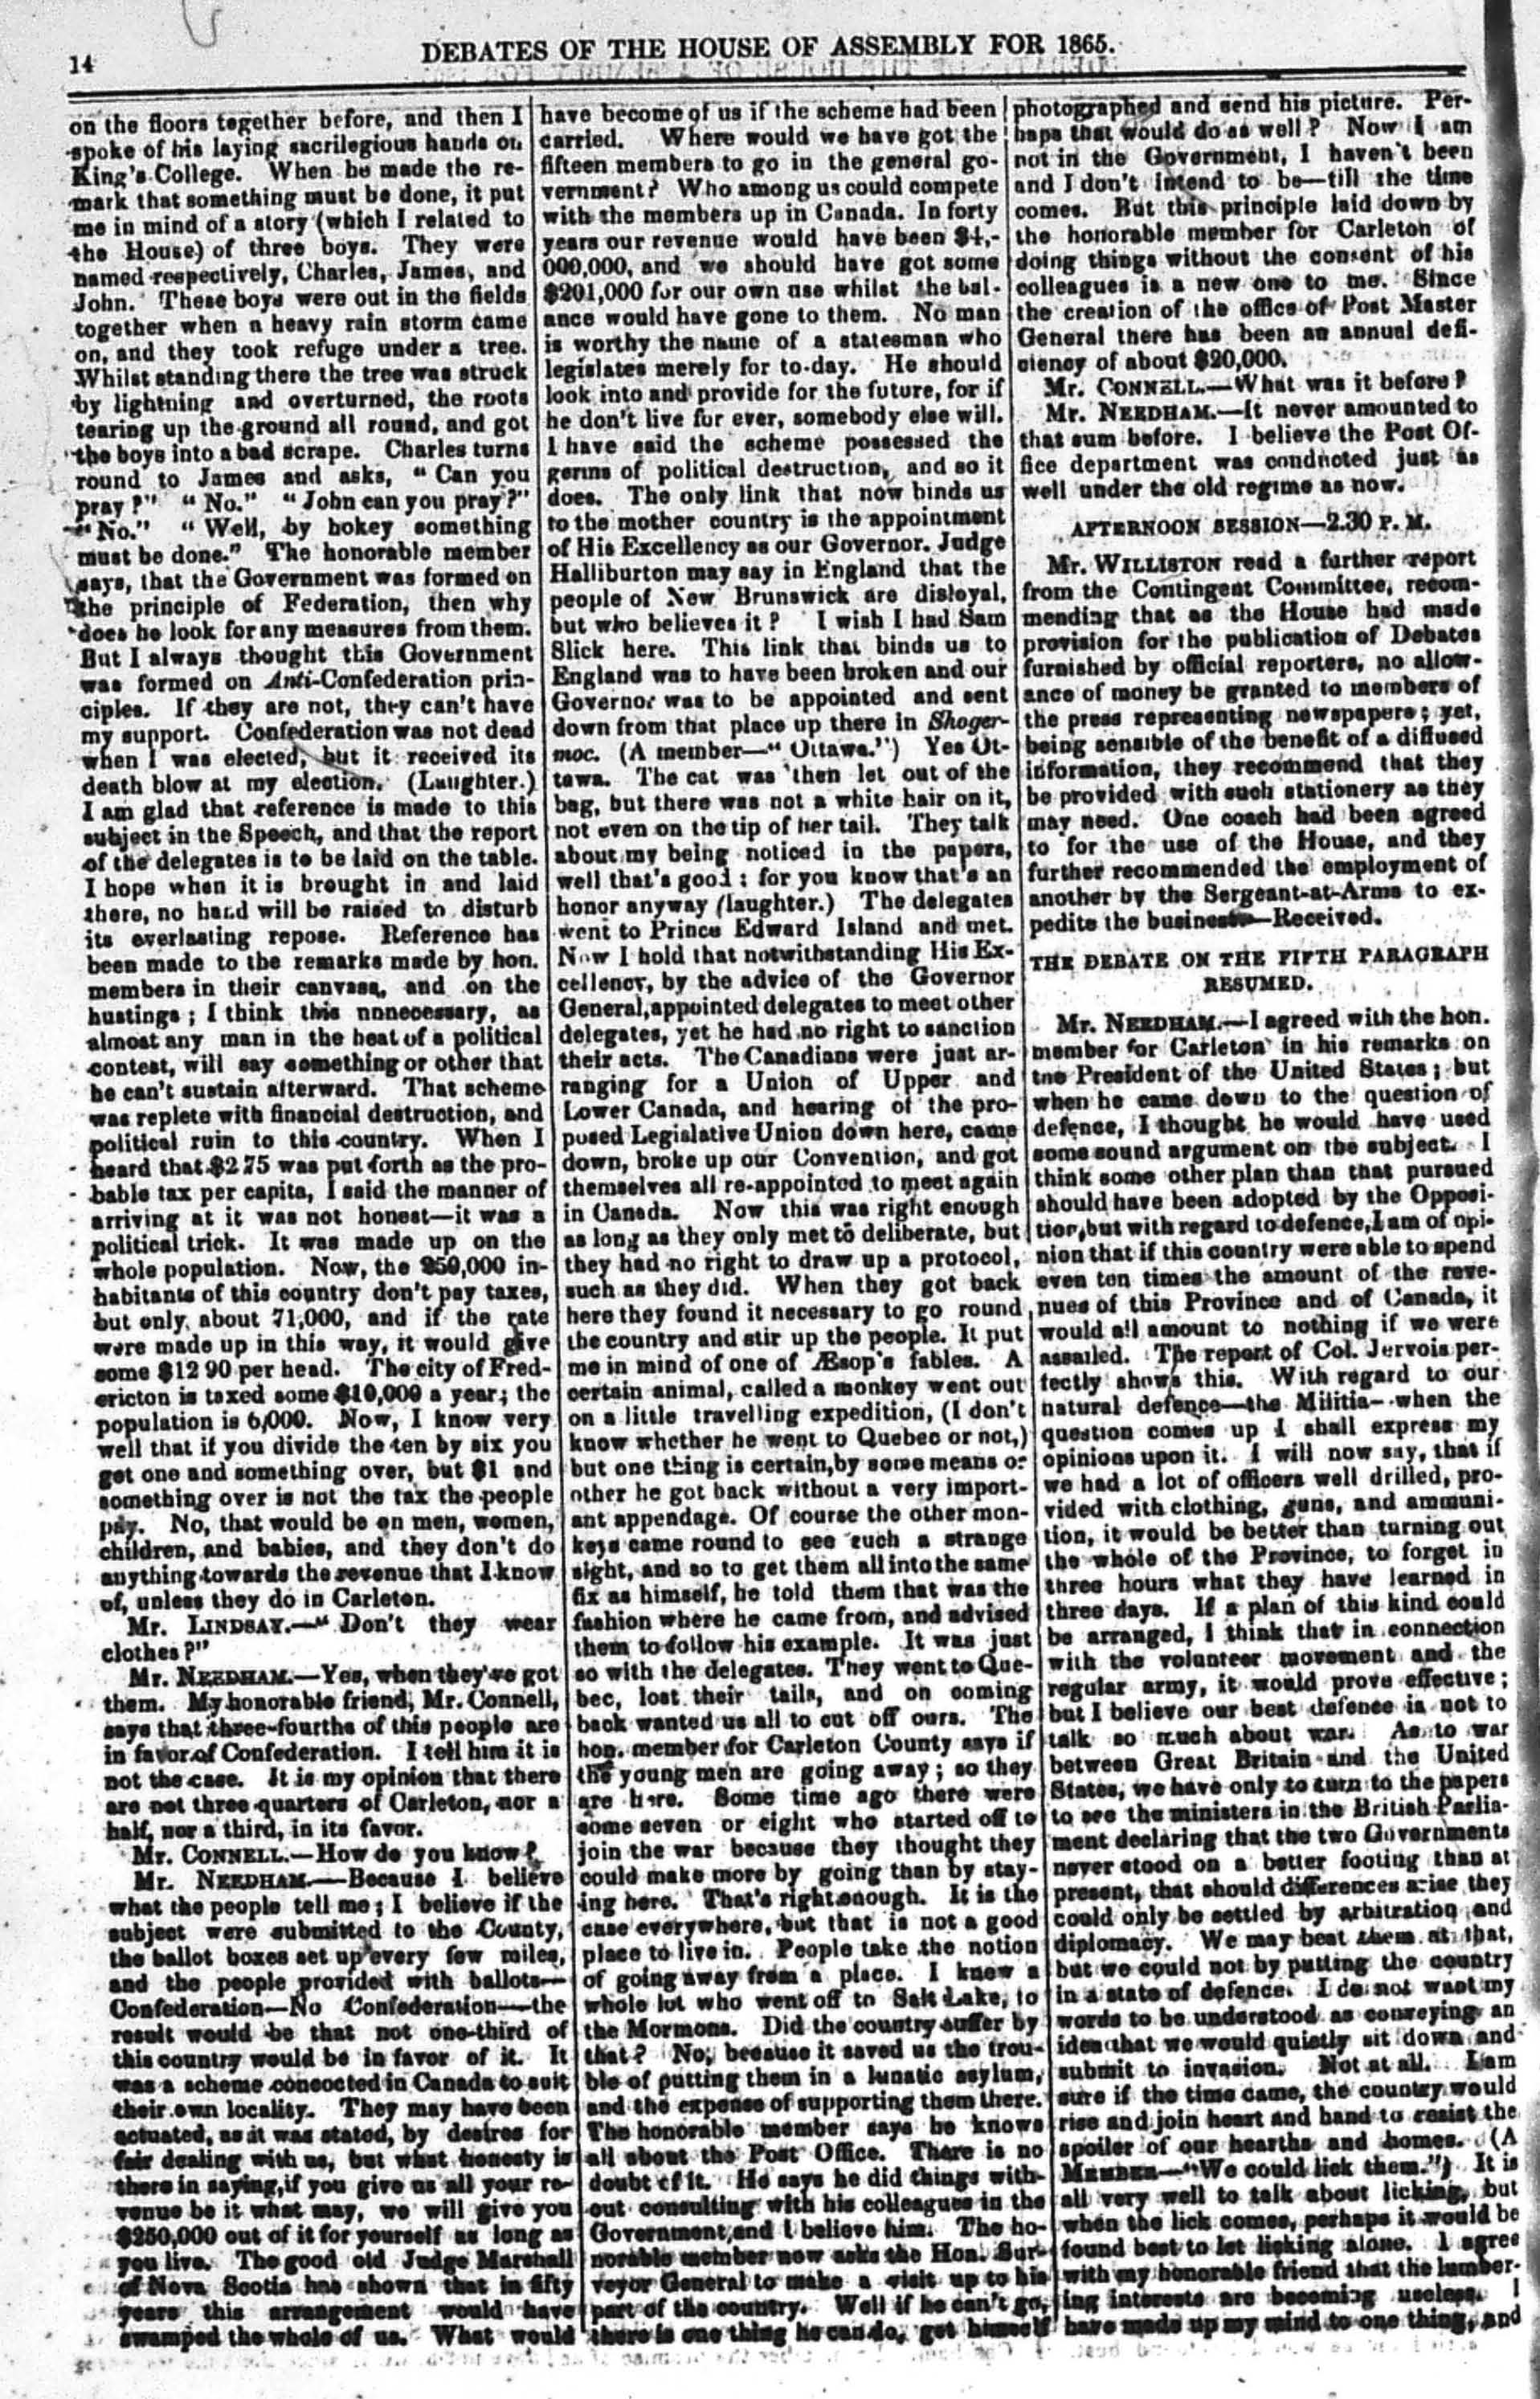 14
DEBATES OF THE HOUSE OF ASSEMBLY FOR 1865.
on the floors together before, and then I
spoke of his laying sacrilegious hands on
King's College. When he made the re-
mark that something must be done, it put
me in mind of a story (which I related to
the House) of three boys. They were
named respectively, Charles, James, and
John. These boys were out in the fields
together when a heavy rain storm came
on, and they took refuge under a tree.
Whilst standing there the tree was struck
by lightning and overturned, the roots
tearing up the ground all round, and got
the boys into a bad scrape. Charles turns
round to James and asks, "Can you
pray?" "No." "John can you pray?"
"No." "Well, by hokey something
must be done." The honorable member
says, that the Government was formed on
the principle of Federation, then why
does he look for any measures from them.
But I always thought this Government
was formed on Anti-Confederation prin-
ciples. If they are not, they can't have
my support. Confederation was not dead
when I was elected, but it received its
death blow at my election. (Laughter.)
I am glad that reference is made to this
subject in the Speech, and that the report
of the delegates is to be laid on the table.
I hope when it is brought in and laid
there, no hand will be raised to disturb
its everlasting repose. Reference has
been made to the remarks made by hon.
members in their canvass, and on the
hustings; I think this nnnecessary, as
almost any man in the heat of a political
contest, will say something or other that
he can't sustain afterward. That scheme
was replete with financial destruction, and
political ruin to this country. When I
heard that $2 75 was put forth as the pro-
bable tax per capita, I said the manner of
arriving at it was not honest—it was a
political trick. It was made up on the
whole population. Now, the 250,000 in-
habitants of this country don't pay taxes,
but only about 71,000, and if the rate
were made up in this way, it would give
some $12 90 per head. The city of Fred-
ericton is taxed some $10,000 a year; the
population is 6,000. Now, I know very
well that if you divide the ten by six you
get one and something over, but $1 and
something over is not the tax the people
pay. No, that would be on men, women,
children, and babies, and they don't do
anything towards the revenue that I know
of, unless they do in Carleton.
Mr. LINDSAY.—"Don't they wear
clothes?"
Mr. NEEDHAM.—Yes, when they've got
them. My honorable friend, Mr. Connell,
says that three-fourths of this people are
in favor of Confederation. I tell him it is
not the case. It is my opinion that there
are not three quarters of Carleton, nor a
half, nor a third, in its favor.
Mr. CONNELL.—How do you know?
Mr. NEEDHAM.—Because I believe
what the people tell me; I believe if the
subject were submitted to the County,
the ballot boxes set up every few miles,
and the people provided with ballots—
Confederation—No Confederation—the
result would be that not one-third of
this country would be in favor of it. It
was a scheme concocted in Canada to suit
their own locality. They may have been
actuated, as it was stated, by desires for
fair dealing with us, but what honesty is
there in saying, if you give us all your re-
venue be it what may, we will give you
$250,000 out of it for yourself as long as
you live. The good old Judge Marshall
of Nova Scotia has shown that in fifty
years this arrangement would have
swamped the whole of us. What would
have become of us if the scheme had been
carried. Where would we have got the
fifteen members to go in the general go-
vernment? Who among us could compete
with the members up in Canada. In forty
years our revenue would have been $4,-
000,000, and we should have got some
$201,000 for our own use whilst the bal-
ance would have gone to them. No man
is worthy the name of a statesman who
legislates merely for to-day. He should
look into and provide for the future, for if
he don't live for ever, somebody else will.
I have said the scheme possessed the
germs of political destruction, and so it
does. The only link that now binds us
to the mother country is the appointment
of His Excellency as our Governor. Judge
Halliburton may say in England that the
people of New Brunswick are disloyal,
but who believes it? I wish I had Sam
Slick here. This link that binds us to
England was to have been broken and our
Governor was to be appointed and sent
down from that place up there in Skoger-
moc. (A member—"Ottawa.") Yes Ot-
tawa. The cat was then let out of the
bag, but there was not a white hair on it,
not even on the tip of her tail. They talk
about my being noticed in the papers,
well that's good: for you know that's an
honor anyway (laughter.) The delegates
went to Prince Edward Island and met.
Now I hold that notwithstanding His Ex-
cellency, by the advice of the Governor
General, appointed delegates to meet other
delegates, yet he had no right to sanction
their acts. The Canadians were just ar-
ranging for a Union of Upper and
Lower Canada, and hearing of the pro-
posed Legislative Union down here, came
down, broke up our Convention, and got
themselves all re-appointed to meet again
in Canada. Now this was right enough
as long as they only met to deliberate, but
they had no right to draw up a protocol,
such as they did. When they got back
here they found it necessary to go round
the country and stir up the people. It put
me in mind of one of Æsop's fables. A
certain animal, called a monkey went out
on a little travelling expedition, (I don't
know whether he went to Quebec or not,)
but one thing is certain, by some means or
other he got back without a very import-
ant appendage. Of course the other mon-
keys came round to see such a strange
sight, and so to get them all into the same
fix as himself, he told them that was the
fashion where he came from, and advised
them to follow his example. It was just
so with the delegates. They went to Que-
bec, lost their tails, and on coming
back wanted us all to cut off ours. The
hon. member for Carleton County says if
the young men are going away; so they
are here. Some time ago there were
some seven or eight who started off to
join the war because they thought they
could make more by going than by stay-
ing here. That's right enough. It is the
case everywhere, but that is not a good
place to live in. People take the notion
of going away from a place. I knew a
whole lot who went off to Salt Lake, to
the Mormons. Did the country suffer by
that? No, because it saved us the trou-
ble of putting them in a lunatic asylum,
and the expense of supporting them there.
The honorable member says he knows
all about the Post Office. There is no
doubt of it. He says he did things with-
out consulting with his colleagues in the
Government, and I believe him. The ho-
norable member now asks the Hon. Sur-
veyor General to make a visit up to his
part of the country. Well if he can't go,
there is one thing he can do, get himself
photographed and send his picture. Per-
haps that would do as well? Now I am
not in the Government, I haven't been
and I don't intend to be—till the time
comes. But this principle laid down by
the honorable member for Carleton of
doing things without the consent of his
colleagues is a new one to me. Since
the creation of the office of Post Master
General there has been an annual defi-
ciency of about $20,000.
Mr. CONNELL.—What was it before?
Mr. NEEDHAM.—It never amounted to
that sum before. I believe the Post Of-
fice department was conducted just as
well under the old regime as now.
AFTERNOON SESSION—2.30 P. M.
Mr. WILLISTON read a further report
from the Contingent Committee, recom-
mending that as the House had made
provision for the publication of Debates
furnished by official reporters, no allow-
ance of money be granted to members of
the press representing newspapers; yet,
being sensible of the benefit of a diffused
information, they recommend that they
be provided with such stationery as they
may need. One coach had been agreed
to for the use of the House, and they
further recommended the employment of
another by the Sergeant-at-Arms to ex-
pedite the business—Received.
THE DEBATE ON THE FIFTH PARAGRAPH
RESUMED.
Mr. NEEDHAM.—I agreed with the hon.
member for Carleton in his remarks on
the President of the United States; but
when he came down to the question of
defence, I thought he would have used
some sound argument on the subject. I
think some other plan than that pursued
should have been adopted by the Opposi-
tion, but with regard to defence, I am of opi-
nion that if this country were able to spend
even ten times the amount of the reve-
nues of this Province and of Canada, it
would all amount to nothing if we were
assailed. The report of Col. Jervois per-
fectly shows this. With regard to our
natural defence—the Militia—when the
question comes up I shall express my
opinions upon it. I will now say, that if
we had a lot of officers well drilled, pro-
vided with clothing, guns, and ammuni-
tion, it would be better than turning out
the whole of the Province, to forget in
three hours what they have learned in
three days. If a plan of this kind could
be arranged, I think that in connection
with the volunteer movement and the
regular army, it would prove effective;
but I believe our best defence is not to
talk so much about war. As to war
between Great Britain and the United
States, we have only to turn to the papers
to see the ministers in the British Parlia-
ment declaring that the two Governments
never stood on a better footing than at
present, that should differences arise they
could only be settled by arbitration and
diplomacy. We may beat them at that,
but we could not by putting the country
in a state of defence. I do not want my
words to be understood as conveying an
idea that we would quietly sit down and
submit to invasion. Not at all. I am
sure if the time came, the country would
rise and join heart and hand to resist the
spoiler of our hearths and homes. (A
MEMBER—"We could lick them.") It is
all very well to talk about licking, but
when the lick comes, perhaps it would be
found best to let licking alone. I agree
with my honorable friend that the lumber-
ing interests are becoming useless. I
have made up my mind to one thing, and